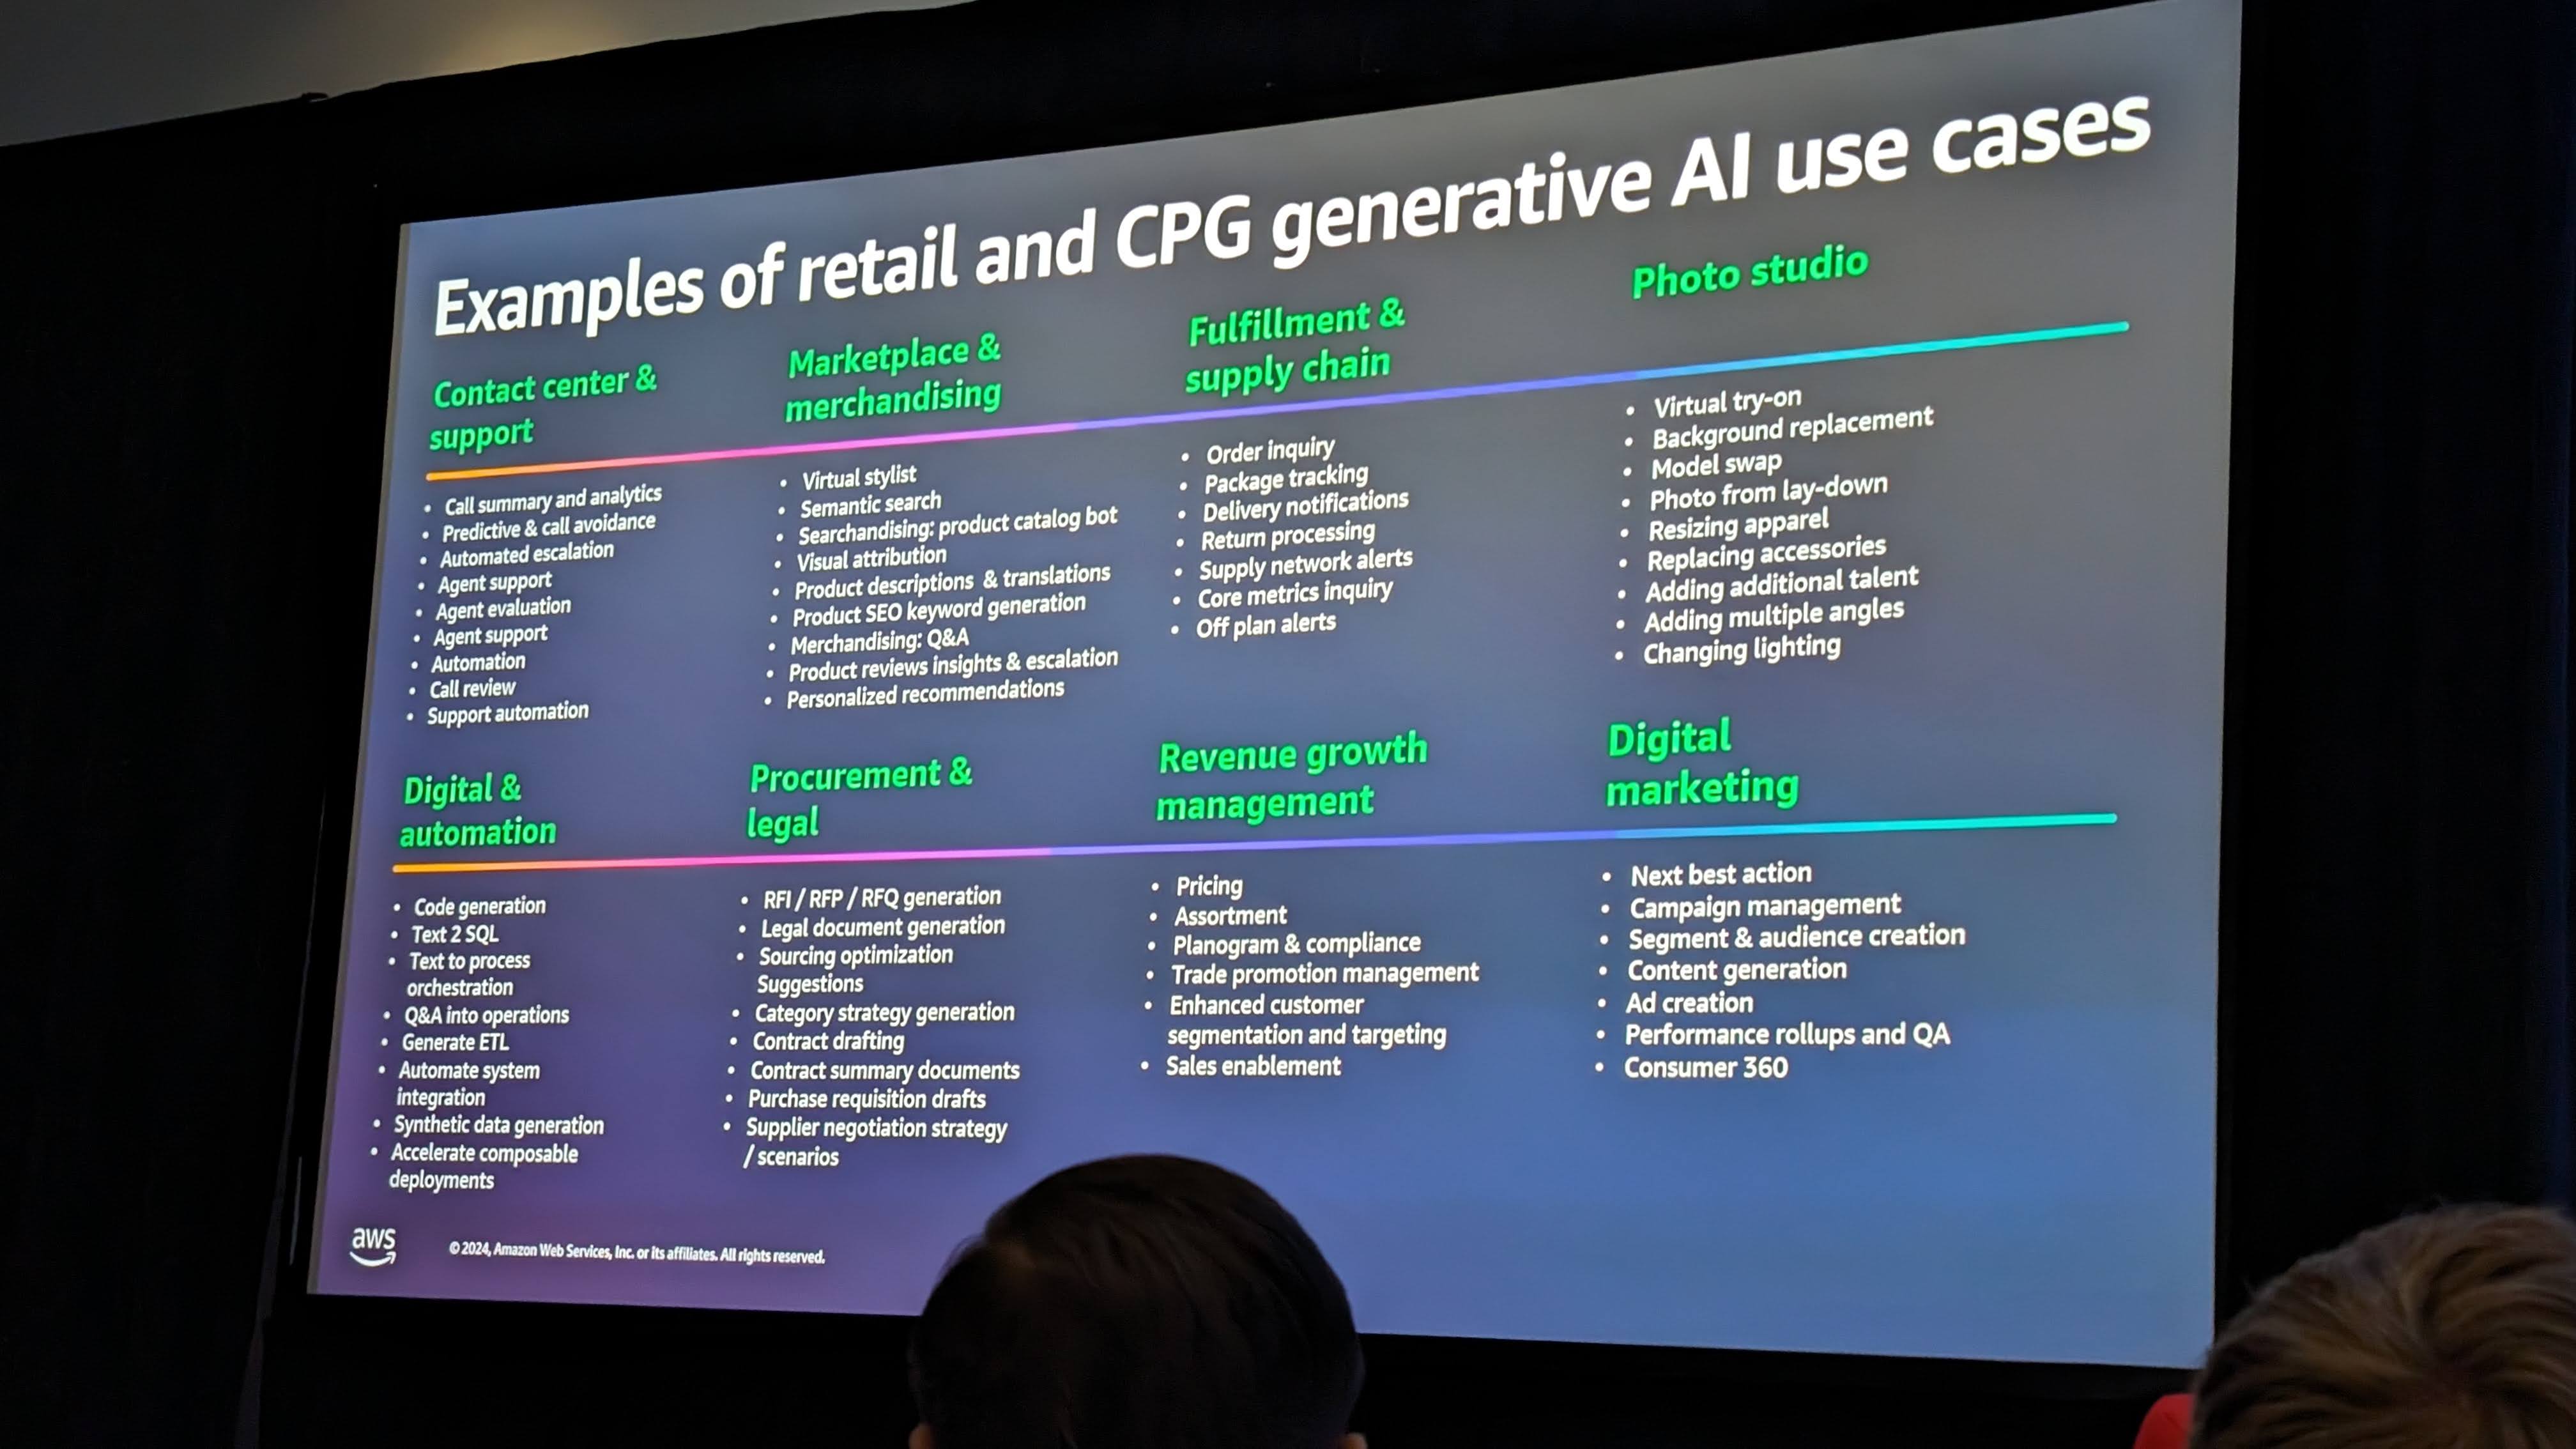 Examples of retail and CPG generative AI use cases
Contact center &
support
• Call summary and analytics
• Predictive & call avoidance
• Automated escalation
• Agent support
• Agent evaluation
• Agent support
• Automation
• Call review
• Support automation
Marketplace &
merchandising
• Virtual stylist
• Semantic search
• Searchandising: product catalog bot
• Visual attribution
• Product descriptions & translations
• Product SEO keyword generation
• Merchandising: Q&A
• Product reviews insights & escalation
• Personalized recommendations
Fulfillment &
supply chain
• Order inquiry
• Package tracking
• Delivery notifications
• Return processing
• Supply network alerts
• Core metrics inquiry
• Off plan alerts
Photo studio
• Virtual try-on
• Background replacement
• Model swap
• Photo from lay-down
• Resizing apparel
• Replacing accessories
• Adding additional talent
• Adding multiple angles
• Changing lighting
Digital &
automation
• Code generation
• Text 2 SQL
• Text to process
orchestration
• Q&A into operations
• Generate ETL
• Automate system
integration
• Synthetic data generation
• Accelerate composable
deployments
Procurement &
legal
• RFI / RFP / RFQ generation
• Legal document generation
• Sourcing optimization
Suggestions
• Category strategy generation
• Contract drafting
• Contract summary documents
• Purchase requisition drafts
• Supplier negotiation strategy
/ scenarios
Revenue growth
management
• Pricing
• Assortment
• Planogram & compliance
• Trade promotion management
• Enhanced customer
segmentation and targeting
• Sales enablement
Digital
marketing
• Next best action
• Campaign management
• Segment & audience creation
• Content generation
• Ad creation
• Performance rollups and QA
• Consumer 360
aws
© 2024, Amazon Web Services, Inc. or its affiliates. All rights reserved.